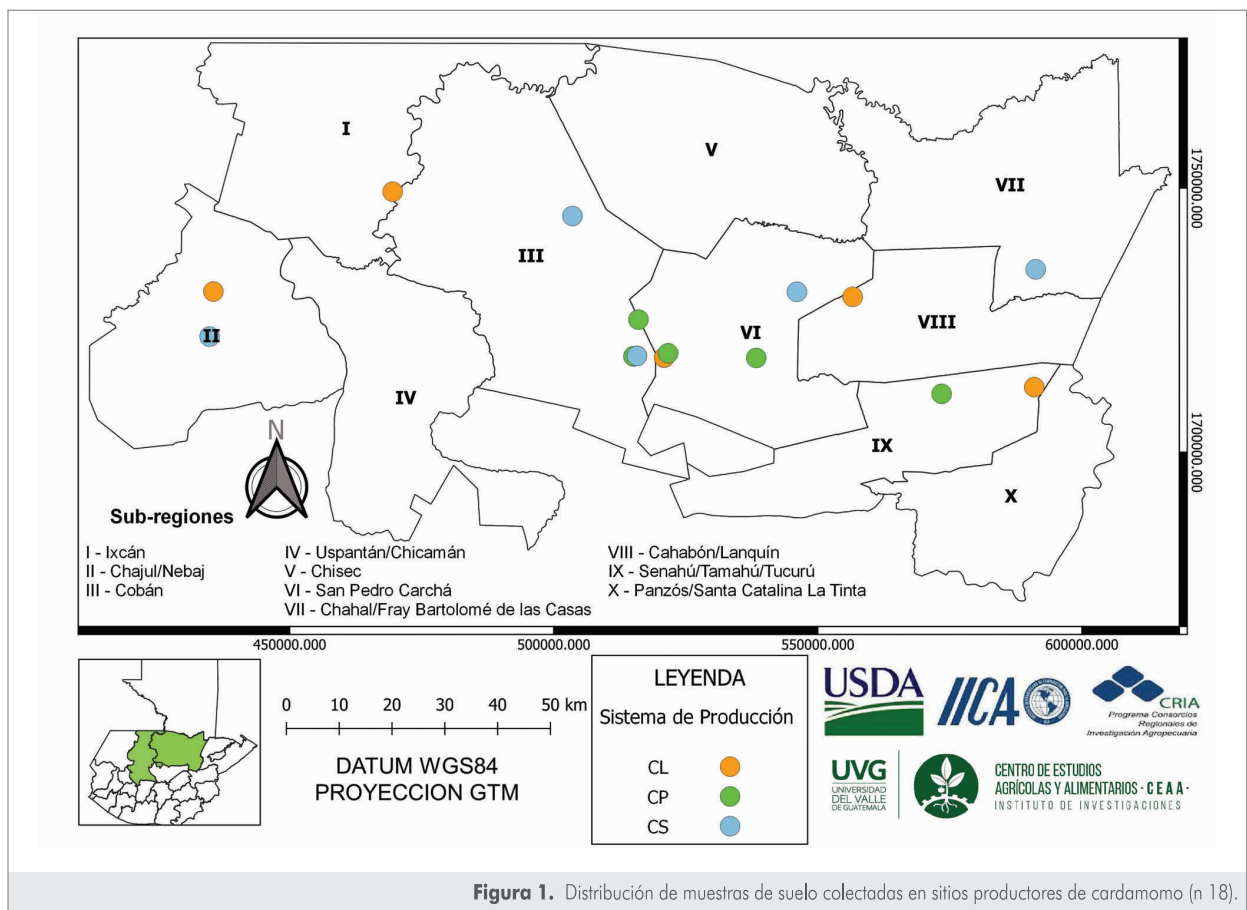 I
V
VII
III
II
VI
VIII
IV
IX
X
1750000.000
1700000.000
N
Sub-regiones
I - Ixcán
II - Chajul/Nebaj
III - Cobán
IV - Uspantán/Chicamán
V - Chisec
VI - San Pedro Carchá
VII - Chahal/Fray Bartolomé de las Casas
VIII - Cahabón/Lanquín
IX - Senahú/Tamahú/Tucurú
X - Panzós/Santa Catalina La Tinta
450000.000
500000.000
550000.000
600000.000
0 10 20 30 40 50 km
DATUM WGS84
PROYECCION GTM
LEYENDA
Sistema de Producción
CL
CP
CS
USDA
IICA
CRIA
Programa Consorcios
Regionales de
Investigación Agropecuaria
UVG
UNIVERSIDAD
DEL VALLE
DE GUATEMALA
CENTRO DE ESTUDIOS
AGRÍCOLAS Y ALIMENTARIOS · CEAA ·
INSTITUTO DE INVESTIGACIONES
Figura 1. Distribución de muestras de suelo colectadas en sitios productores de cardamomo (n 18).